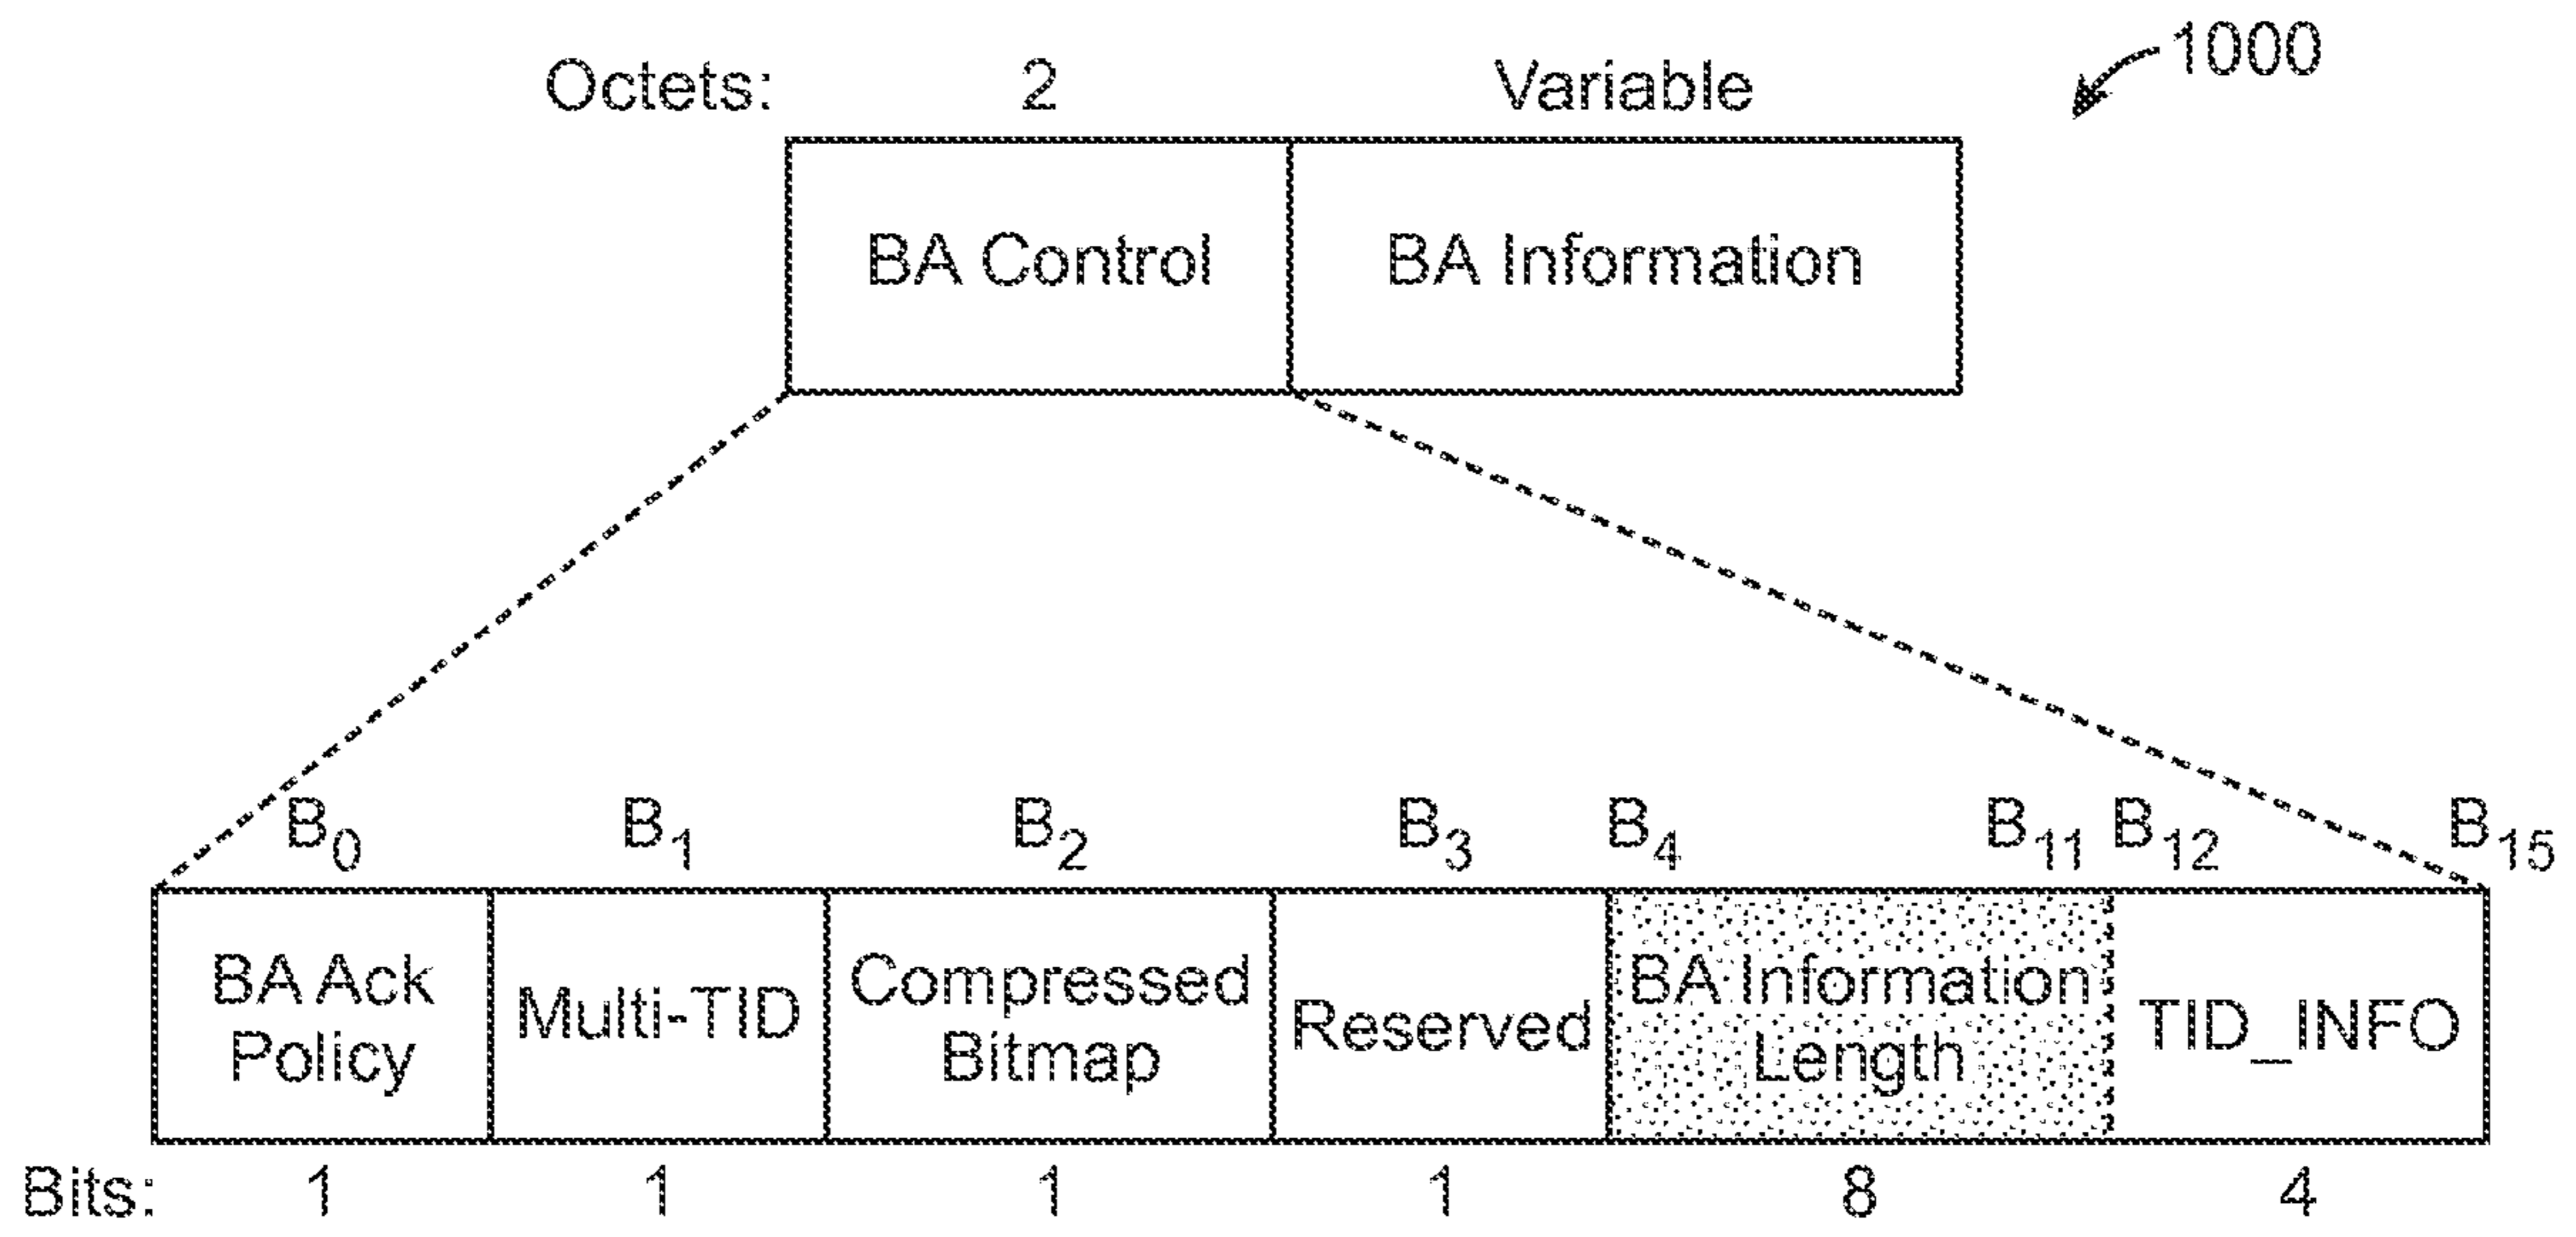 1000
Octets: 2 Variable
BA Control BA Information
B0 B1 B2 B3 B4 B11 B12 B15
BA Ack Policy
Multi-TID
Compressed Bitmap
Reserved
BA Information Length
TID_INFO
Bits: 1 1 1 1 8 4